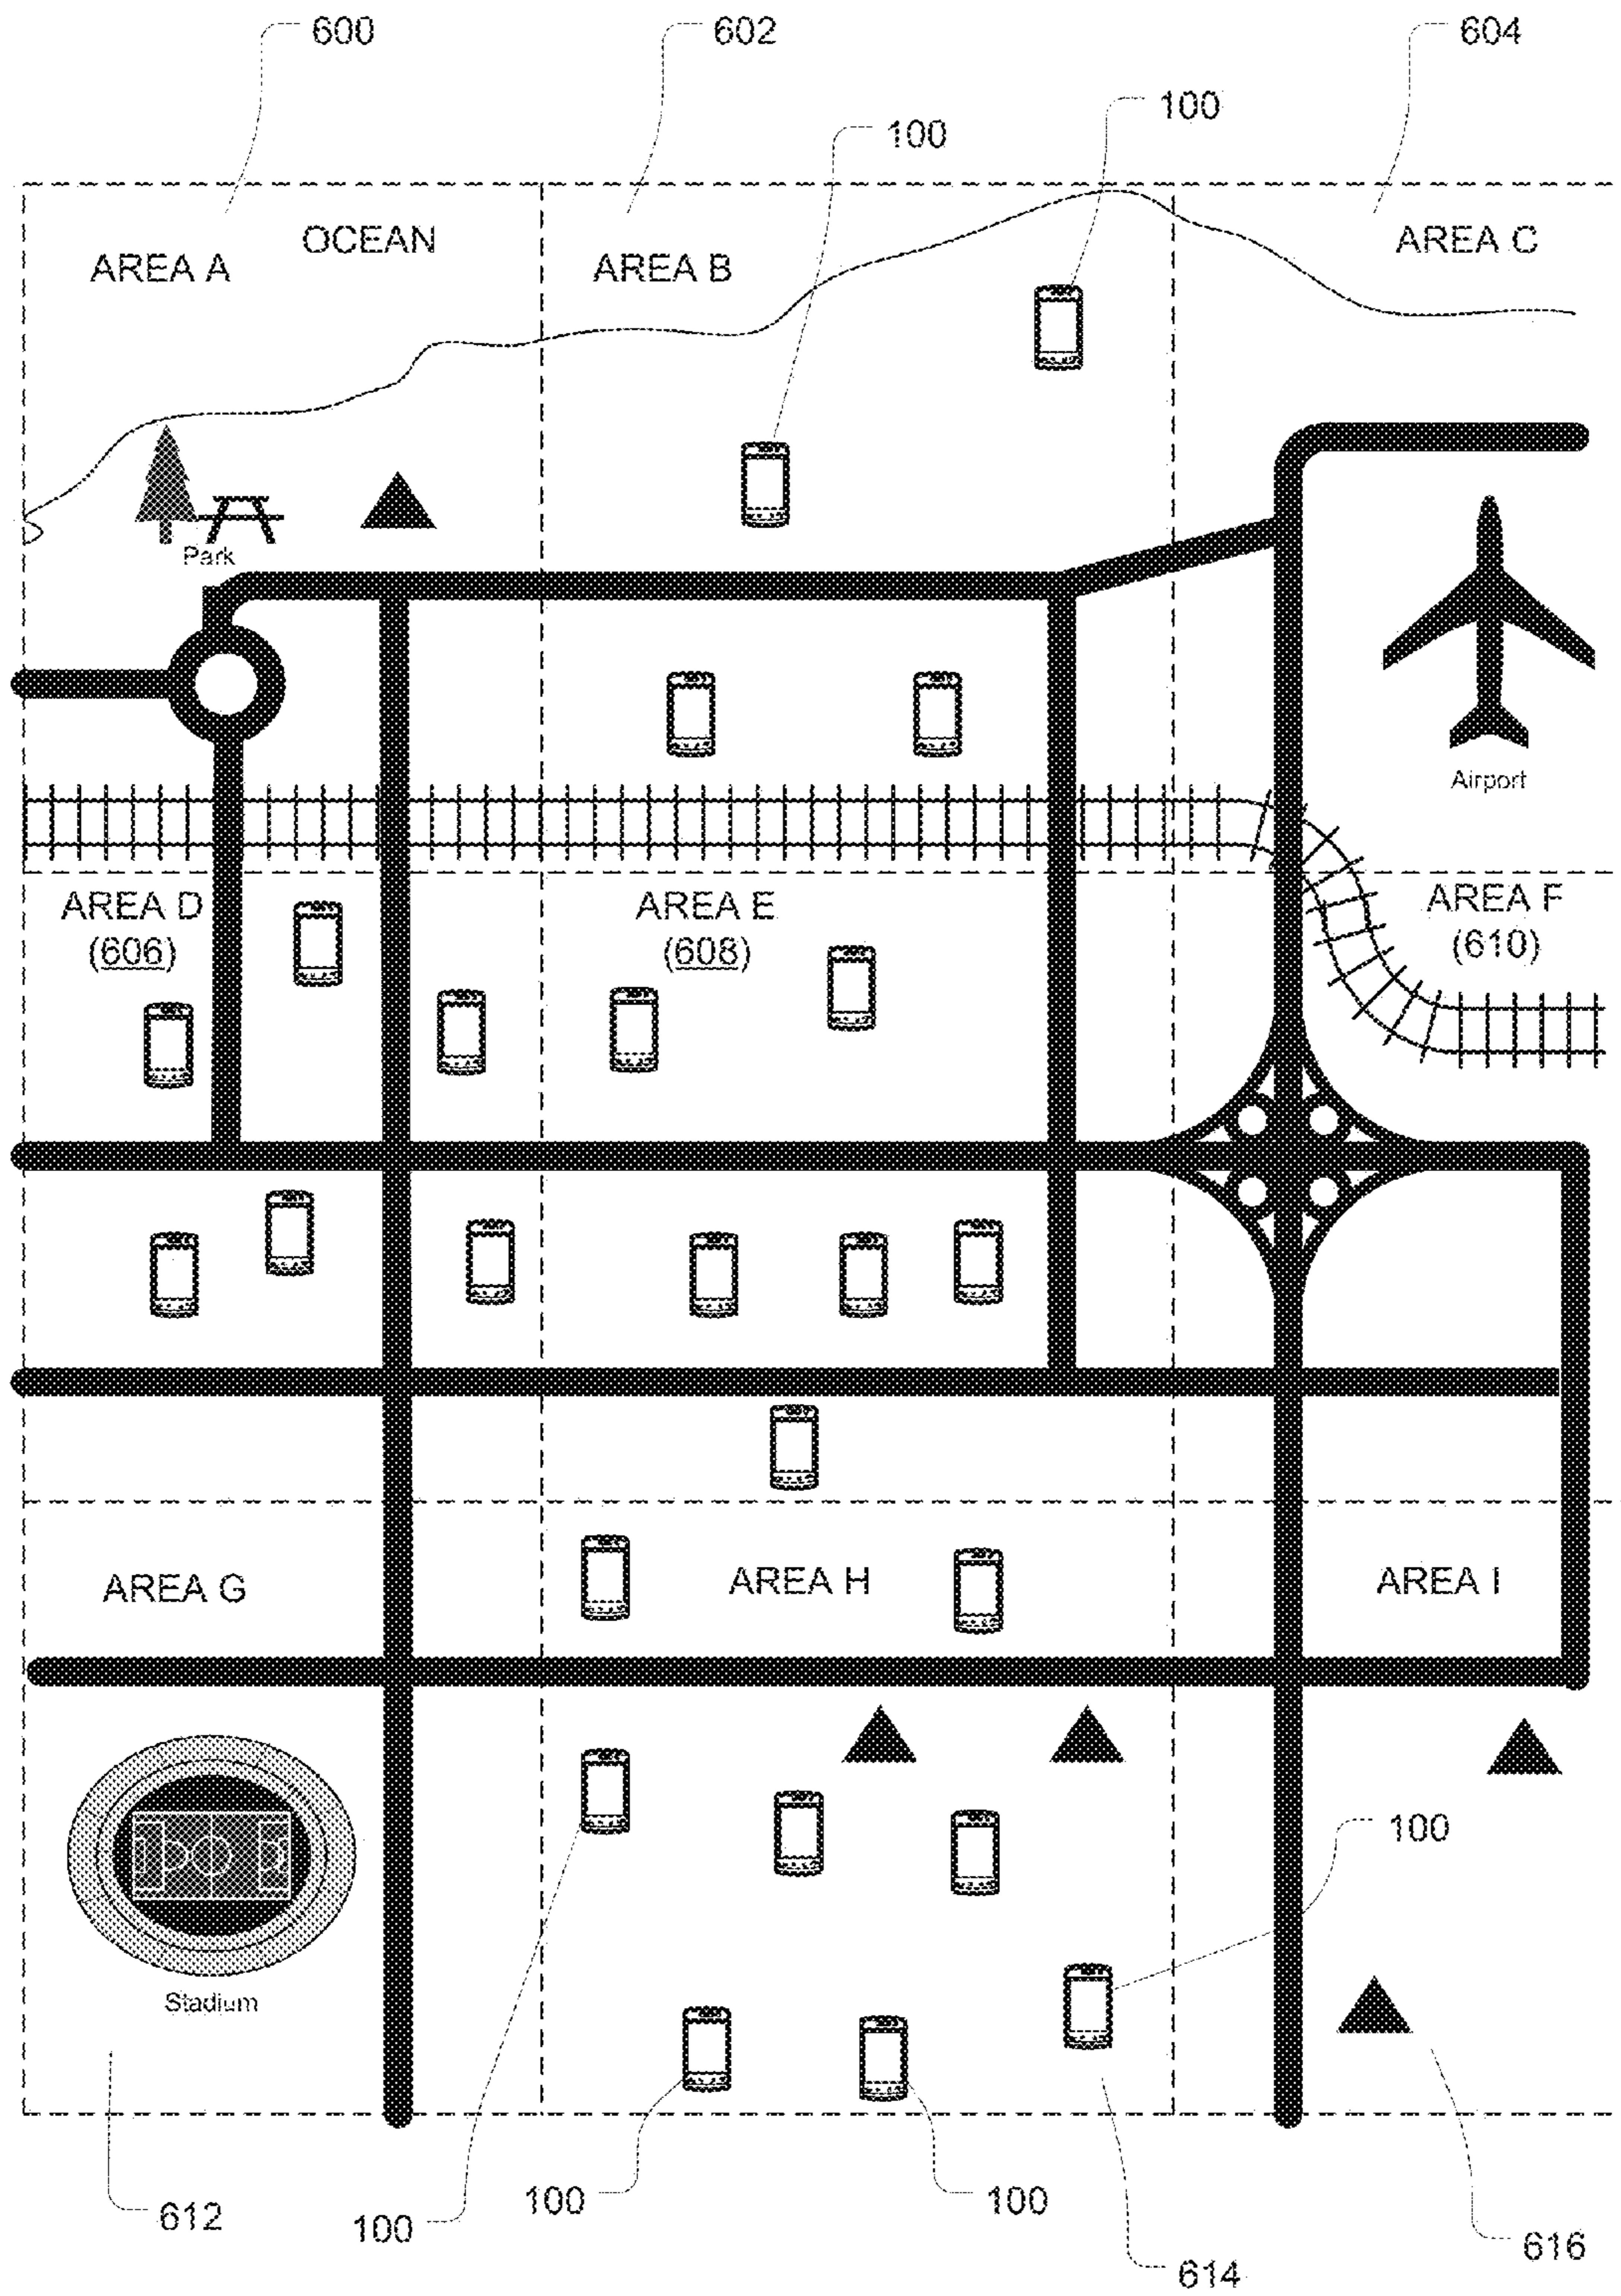 600
602
604
100
100
AREA A
OCEAN
AREA B
AREA C
Park
Airport
AREA D
(606)
AREA E
(608)
AREA F
(610)
AREA G
AREA H
AREA I
100
Stadium
612
100
100
100
614
616